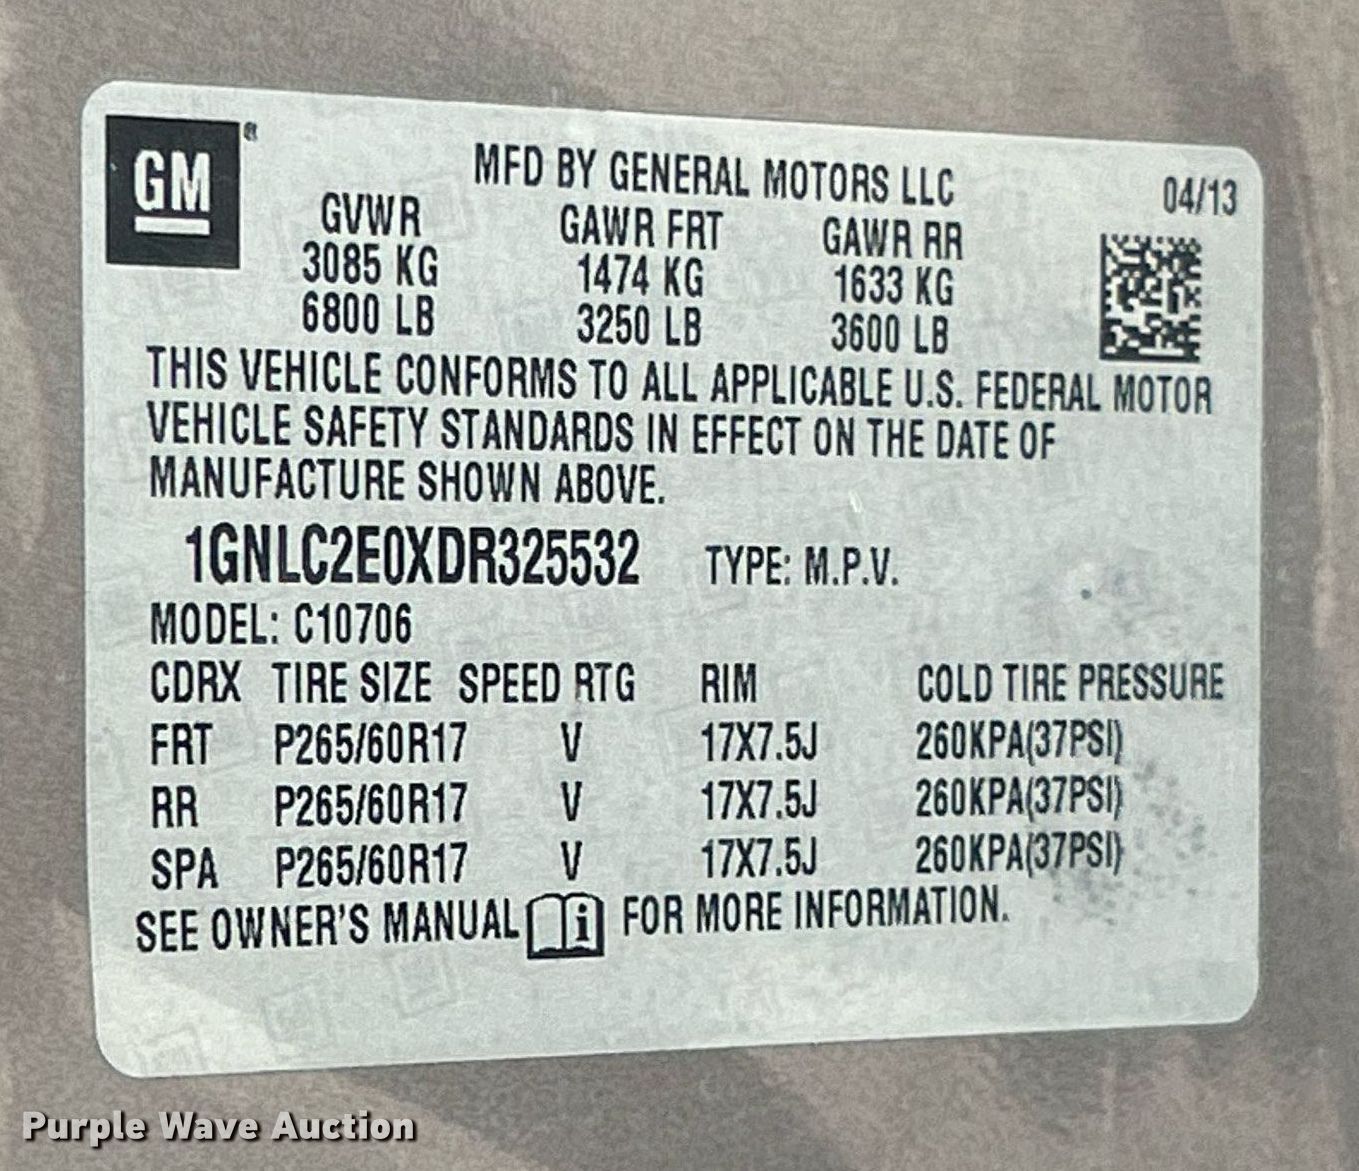 GM®
MFD BY GENERAL MOTORS LLC
04/13
GVWR GAWR FRT GAWR RR
3085 KG 1474 KG 1633 KG
6800 LB 3250 LB 3600 LB
THIS VEHICLE CONFORMS TO ALL APPLICABLE U.S. FEDERAL MOTOR
VEHICLE SAFETY STANDARDS IN EFFECT ON THE DATE OF
MANUFACTURE SHOWN ABOVE.
1GNLC2E0XDR325532 TYPE: M.P.V.
MODEL: C10706
CDRX TIRE SIZE SPEED RTG RIM COLD TIRE PRESSURE
FRT P265/60R17 V 17X7.5J 260KPA(37PSI)
RR P265/60R17 V 17X7.5J 260KPA(37PSI)
SPA P265/60R17 V 17X7.5J 260KPA(37PSI)
SEE OWNER'S MANUAL i FOR MORE INFORMATION.
Purple Wave Auction